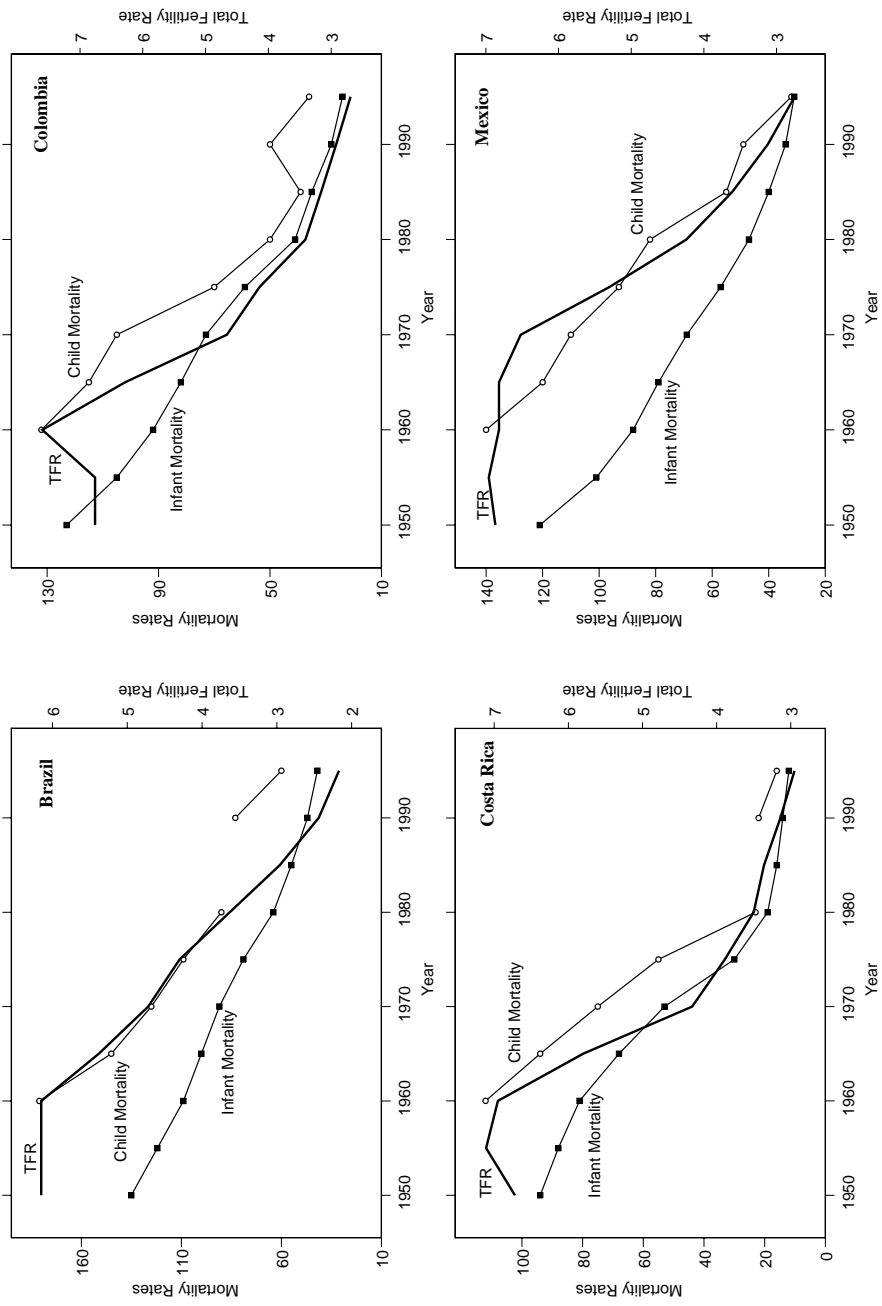 Brazil
Mortality Rates
160
110
60
10
Total Fertility Rate
6
5
4
3
2
TFR
Child Mortality
Infant Mortality
1950
1960
1970
1980
1990
Year
Colombia
Mortality Rates
130
90
50
10
Total Fertility Rate
7
6
5
4
3
TFR
Child Mortality
Infant Mortality
1950
1960
1970
1980
1990
Year
Costa Rica
Mortality Rates
100
80
60
40
20
0
Total Fertility Rate
7
6
5
4
3
TFR
Child Mortality
Infant Mortality
1950
1960
1970
1980
1990
Year
Mexico
Mortality Rates
140
120
100
80
60
40
20
Total Fertility Rate
7
6
5
4
3
TFR
Child Mortality
Infant Mortality
1950
1960
1970
1980
1990
Year